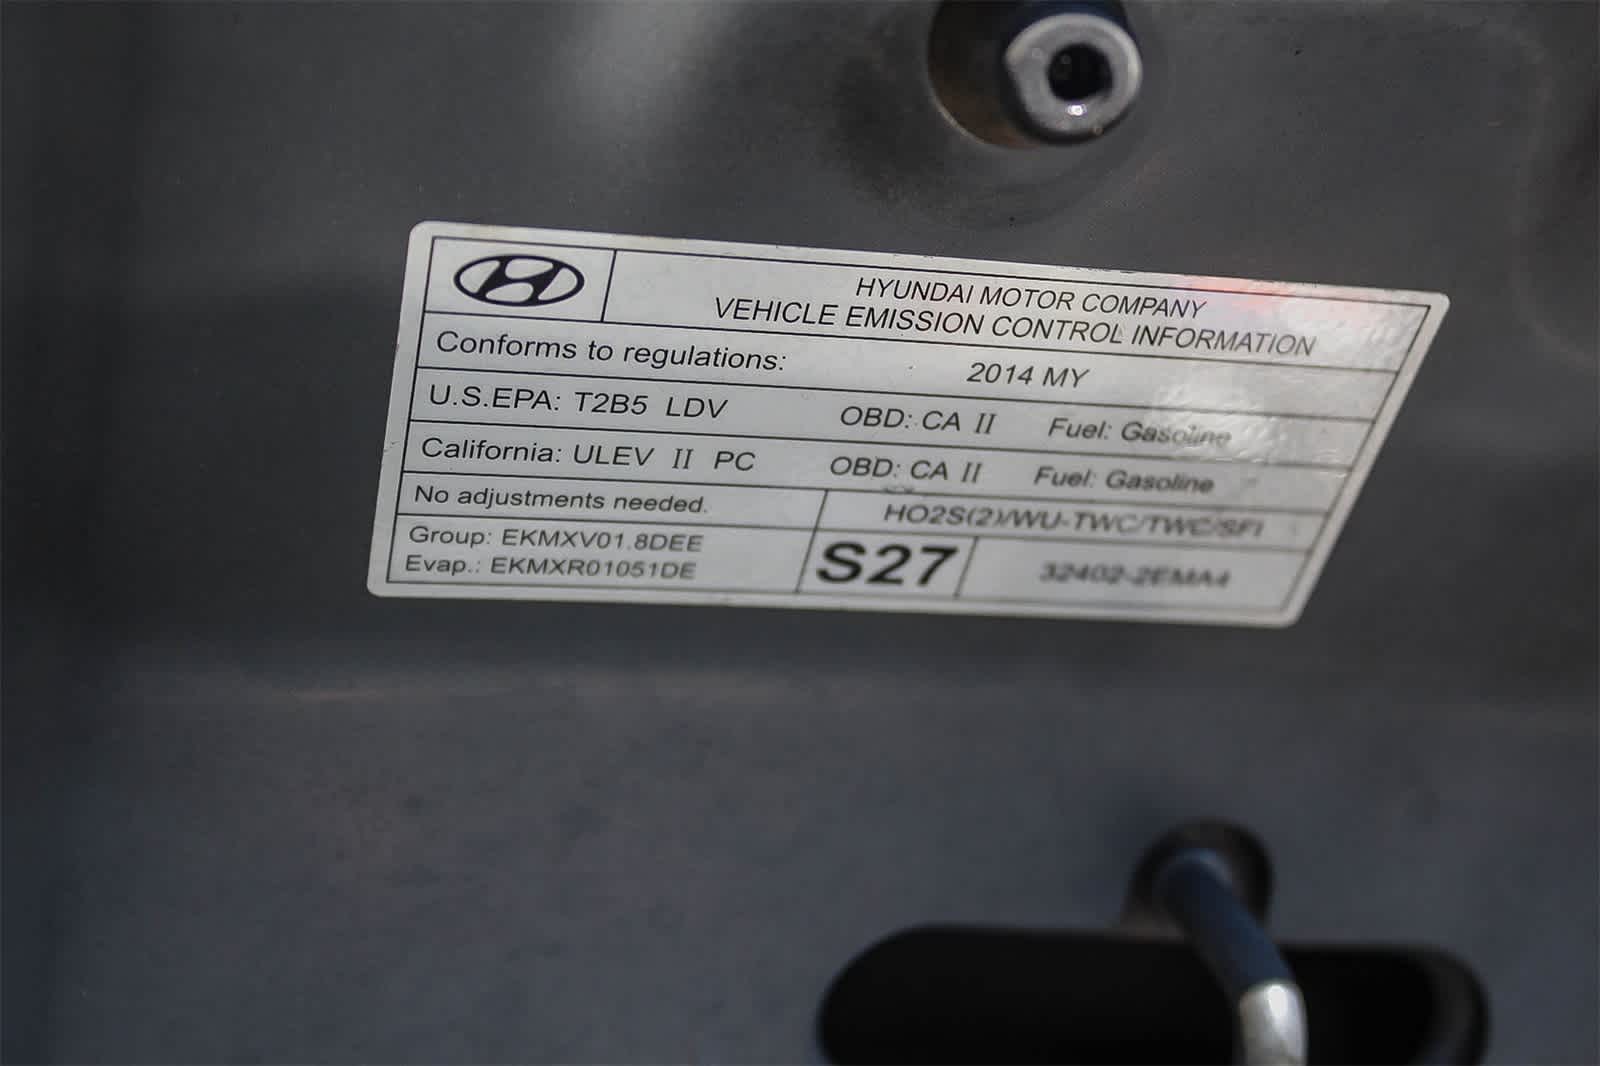 HYUNDAI MOTOR COMPANY
VEHICLE EMISSION CONTROL INFORMATION
Conforms to regulations: 2014 MY
U.S.EPA: T2B5 LDV OBD: CA II Fuel: Gasoline
California: ULEV II PC OBD: CA II Fuel: Gasoline
No adjustments needed. HO2S(2)/WU-TWC/TWC/SFI
Group: EKMXV01.8DEE
Evap.: EKMXR01051DE
S27 32402-2EMA4